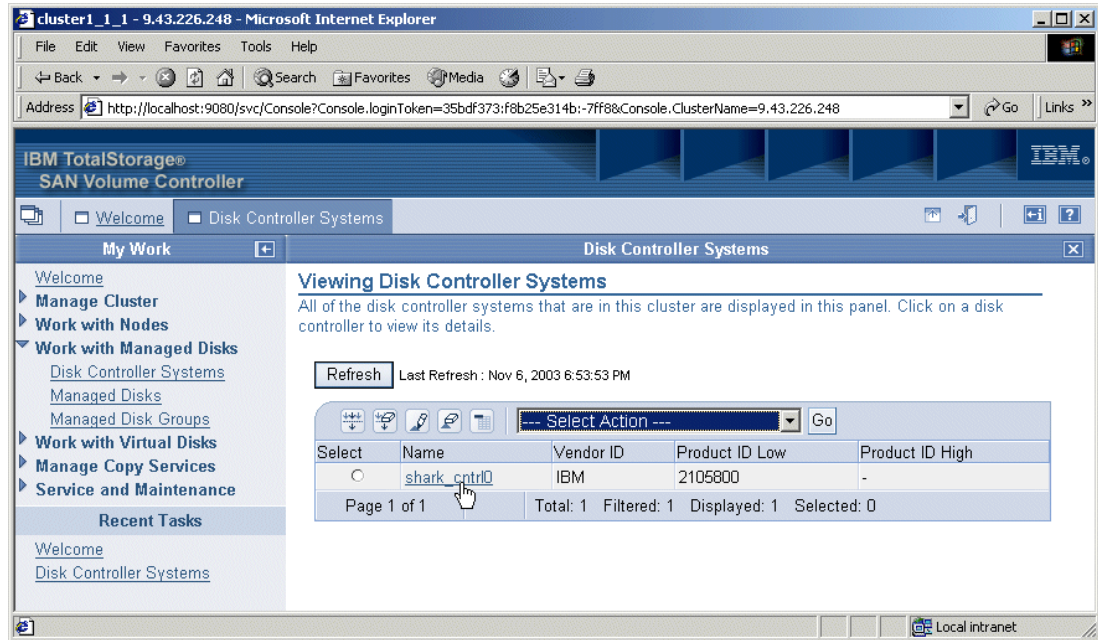 cluster1_1_1 - 9.43.226.248 - Microsoft Internet Explorer
File Edit View Favorites Tools Help
Back Search Favorites Media
Address http://localhost:9080/svc/Console?Console.loginToken=35bdf373:f8b25e314b:-7ff8&Console.ClusterName=9.43.226.248 Go Links »
IBM TotalStorage®
SAN Volume Controller
IBM®
Welcome Disk Controller Systems
My Work
Disk Controller Systems
Welcome
Manage Cluster
Work with Nodes
Work with Managed Disks
Disk Controller Systems
Managed Disks
Managed Disk Groups
Work with Virtual Disks
Manage Copy Services
Service and Maintenance
Recent Tasks
Welcome
Disk Controller Systems
Viewing Disk Controller Systems
All of the disk controller systems that are in this cluster are displayed in this panel. Click on a disk
controller to view its details.
Refresh Last Refresh : Nov 6, 2003 6:53:53 PM
--- Select Action --- Go
Select Name Vendor ID Product ID Low Product ID High
shark_cntrl0 IBM 2105800 -
Page 1 of 1 Total: 1 Filtered: 1 Displayed: 1 Selected: 0
Local intranet